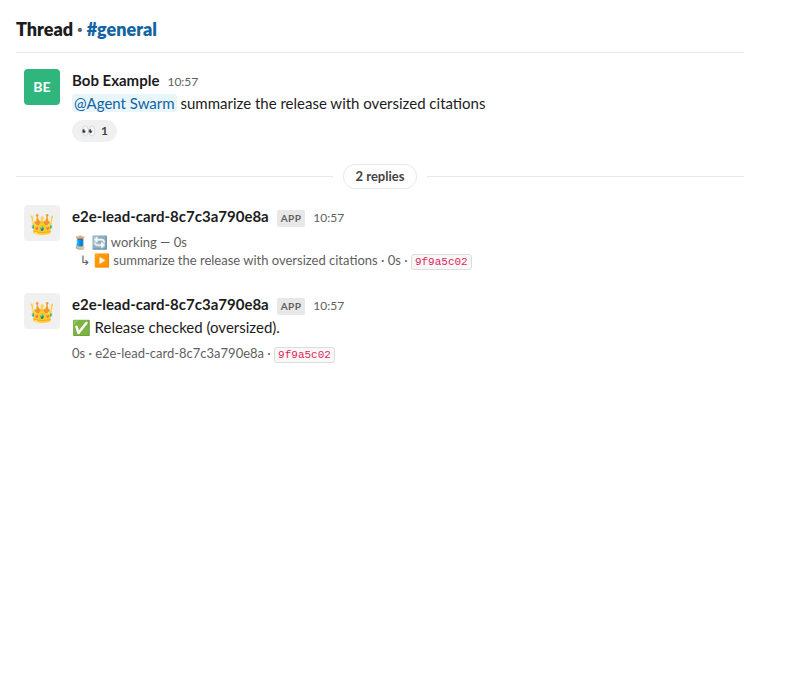 Thread • #general
BE
Bob Example 10:57
@Agent Swarm summarize the release with oversized citations
👀 1
2 replies
e2e-lead-card-8c7c3a790e8a APP 10:57
🧵 🔄 working — 0s
↳ ▶️ summarize the release with oversized citations · 0s · 9f9a5c02
e2e-lead-card-8c7c3a790e8a APP 10:57
✅ Release checked (oversized).
0s · e2e-lead-card-8c7c3a790e8a · 9f9a5c02